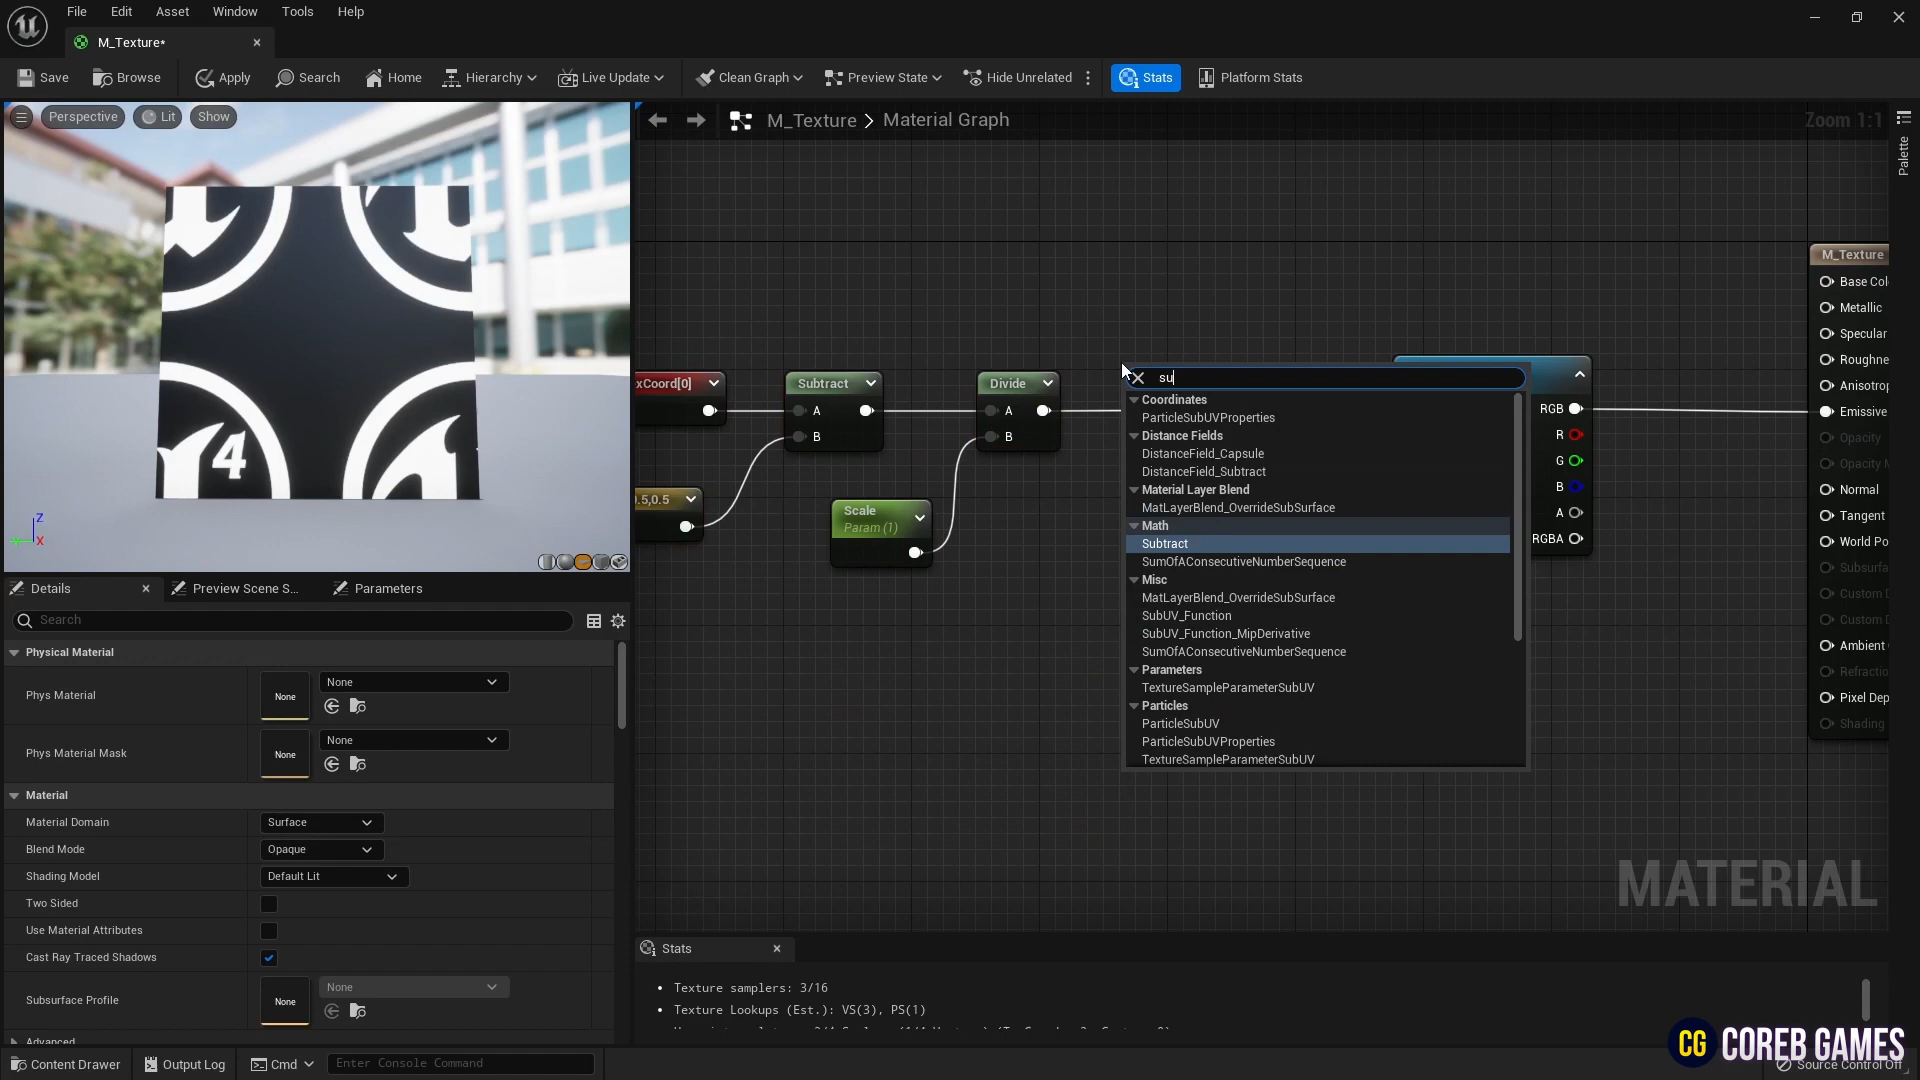 File Edit Asset Window Tools Help
M_Texture*
Save Browse Apply Search Home Hierarchy Live Update Clean Graph Preview State Hide Unrelated Stats Platform Stats
Perspective Lit Show
M_Texture > Material Graph
Zoom 1:1
Palette
4
Z
X
xCoord[0]
Subtract
A
B
Divide
A
B
0.5,0.5
Scale
Param (1)
su
Coordinates
ParticleSubUVProperties
Distance Fields
DistanceField_Capsule
DistanceField_Subtract
Material Layer Blend
MatLayerBlend_OverrideSubSurface
Math
Subtract
SumOfAConsecutiveNumberSequence
Misc
MatLayerBlend_OverrideSubSurface
SubUV_Function
SubUV_Function_MipDerivative
SumOfAConsecutiveNumberSequence
Parameters
TextureSampleParameterSubUV
Particles
ParticleSubUV
ParticleSubUVProperties
TextureSampleParameterSubUV
RGB
R
G
B
A
RGBA
M_Texture
Base Col
Metallic
Specular
Roughne
Anisotrop
Emissive
Opacity
Opacity M
Normal
Tangent
World Po
Subsurfa
Custom D
Custom D
Ambient
Refractio
Pixel Dep
Shading
MATERIAL
Details Preview Scene S... Parameters
Search
Physical Material
Phys Material None None
Phys Material Mask None None
Material
Material Domain Surface
Blend Mode Opaque
Shading Model Default Lit
Two Sided
Use Material Attributes
Cast Ray Traced Shadows
Subsurface Profile None None
Advanced
Stats
Texture samplers: 3/16
Texture Lookups (Est.): VS(3), PS(1)
Content Drawer Output Log Cmd Enter Console Command
Source Control Off
CG COREB GAMES